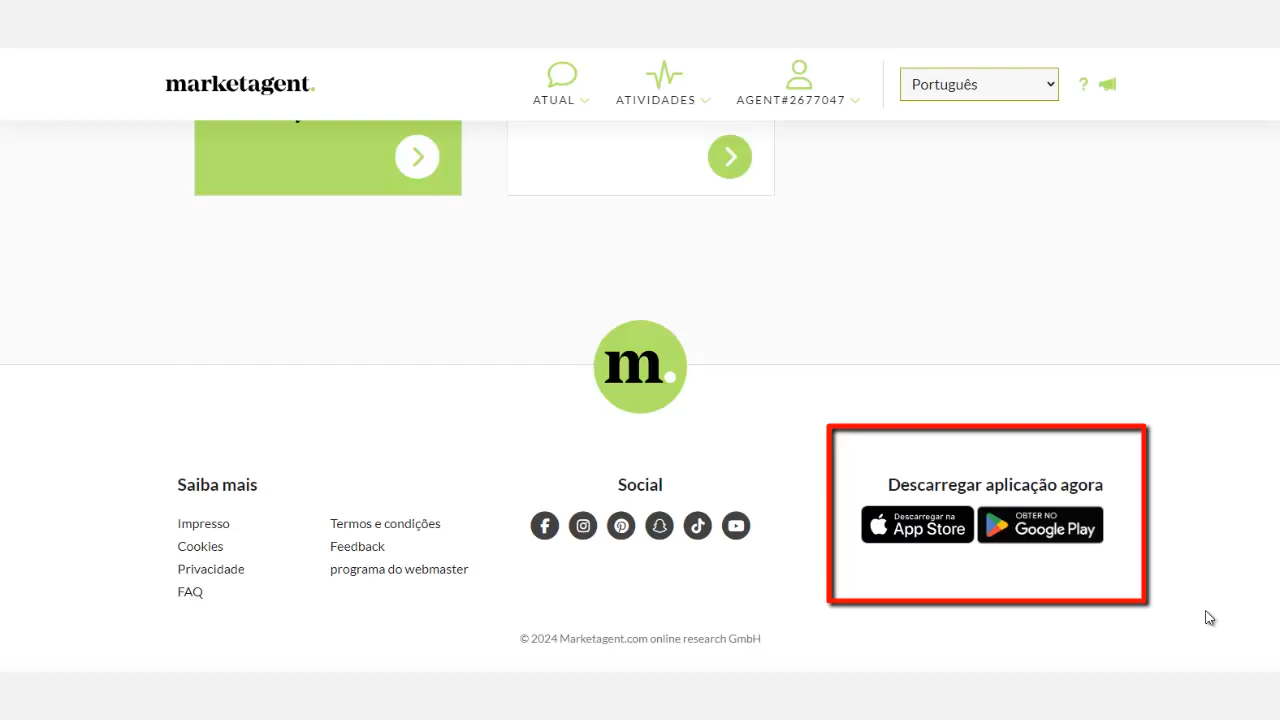 marketagent.
ATUAL
ATIVIDADES
AGENT#2677047
Português
?
m.
Saiba mais
Impresso
Cookies
Privacidade
FAQ
Termos e condições
Feedback
programa do webmaster
Social
Descarregar aplicação agora
Descarregar na
App Store
OBTER NO
Google Play
© 2024 Marketagent.com online research GmbH